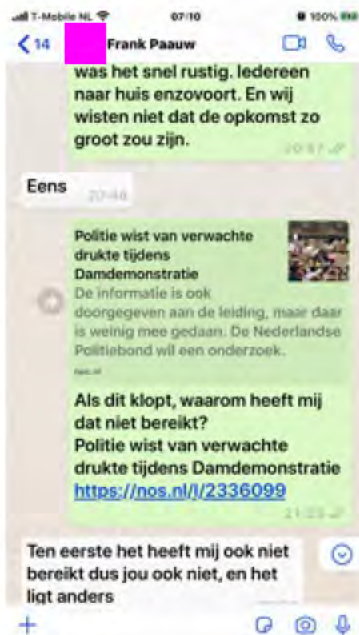 T-Mobile NL 07:10 100%
14 Frank Paauw
was het snel rustig. Iedereen
naar huis enzovoort. En wij
wisten niet dat de opkomst zo
groot zou zijn.
Eens
20:48
Politie wist van verwachte
drukte tijdens
Damdemonstratie
De informatie is ook
doorgegeven aan de leiding, maar daar
is weinig mee gedaan. De Nederlandse
Politiebond wil een onderzoek.
nos.nl
Als dit klopt, waarom heeft mij
dat niet bereikt?
Politie wist van verwachte
drukte tijdens Damdemonstratie
https://nos.nl/l/2336099
Ten eerste het heeft mij ook niet
bereikt dus jou ook niet, en het
ligt anders